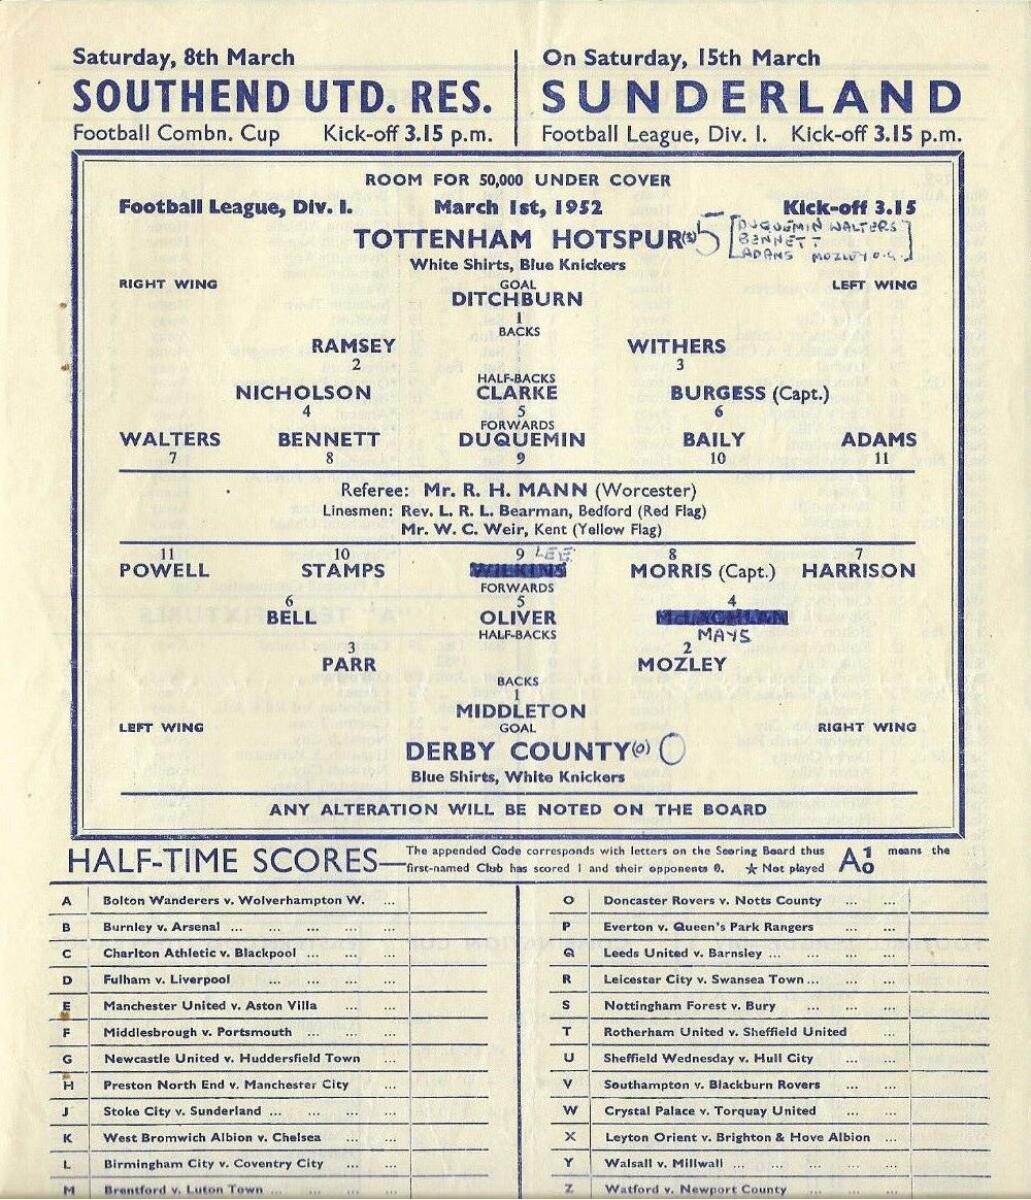 Saturday, 8th March
SOUTHEND UTD. RES.
Football Combn. Cup Kick-off 3.15 p.m.
On Saturday, 15th March
SUNDERLAND
Football League, Div. I. Kick-off 3.15 p.m.
ROOM FOR 50,000 UNDER COVER
Football League, Div. I. March 1st, 1952 Kick-off 3.15
TOTTENHAM HOTSPUR 5 [DUQUEMIN WALTERS
BENNETT
ADAMS MOZLEY O.G.]
White Shirts, Blue Knickers
RIGHT WING GOAL LEFT WING
DITCHBURN
1
BACKS
RAMSEY WITHERS
2 3
HALF-BACKS
NICHOLSON CLARKE BURGESS (Capt.)
4 5 6
FORWARDS
WALTERS BENNETT DUQUEMIN BAILY ADAMS
7 8 9 10 11
Referee: Mr. R. H. MANN (Worcester)
Linesmen: Rev. L. R. L. Bearman, Bedford (Red Flag)
Mr. W. C. Weir, Kent (Yellow Flag)
11 10 9 LEE 8 7
POWELL STAMPS WILKINS MORRIS (Capt.) HARRISON
FORWARDS
6 5 4
BELL OLIVER McLACHLAN
HALF-BACKS MAYS
3 2
PARR MOZLEY
BACKS
1
MIDDLETON
LEFT WING GOAL RIGHT WING
DERBY COUNTY (0) 0
Blue Shirts, White Knickers
ANY ALTERATION WILL BE NOTED ON THE BOARD
HALF-TIME SCORES— The appended Code corresponds with letters on the Scoring Board thus A 1 0 means the
first-named Club has scored 1 and their opponents 0. ★ Not played
A Bolton Wanderers v. Wolverhampton W. ...
B Burnley v. Arsenal ... ... ... ...
C Charlton Athletic v. Blackpool ... ...
D Fulham v. Liverpool ... ... ...
E Manchester United v. Aston Villa ...
F Middlesbrough v. Portsmouth ... ... ...
G Newcastle United v. Huddersfield Town
H Preston North End v. Manchester City ...
J Stoke City v. Sunderland ... ... ... ...
K West Bromwich Albion v. Chelsea ... ...
L Birmingham City v. Coventry City ... ...
M Brentford v. Luton Town ... ... ... ...
O Doncaster Rovers v. Notts County ... ...
P Everton v. Queen's Park Rangers ... ...
Q Leeds United v. Barnsley ... ... ...
R Leicester City v. Swansea Town ... ... ...
S Nottingham Forest v. Bury ... ... ...
T Rotherham United v. Sheffield United ...
U Sheffield Wednesday v. Hull City ... ...
V Southampton v. Blackburn Rovers ... ...
W Crystal Palace v. Torquay United ... ...
X Leyton Orient v. Brighton & Hove Albion ...
Y Walsall v. Millwall ... ... ... ...
Z Watford v. Newport County ... ... ...